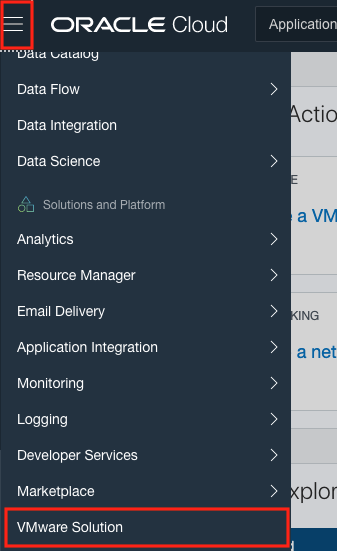 ORACLE Cloud
Application
Data Catalog
Data Flow
Data Integration
Data Science
Solutions and Platform
Analytics
Resource Manager
Email Delivery
Application Integration
Monitoring
Logging
Developer Services
Marketplace
VMware Solution
Actio
E
a VM
KING
a net
xplor